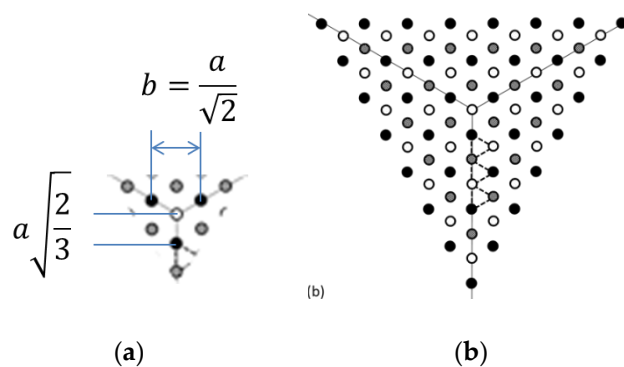 b = a/√2
a√(2/3)
(b)
(a)
(b)